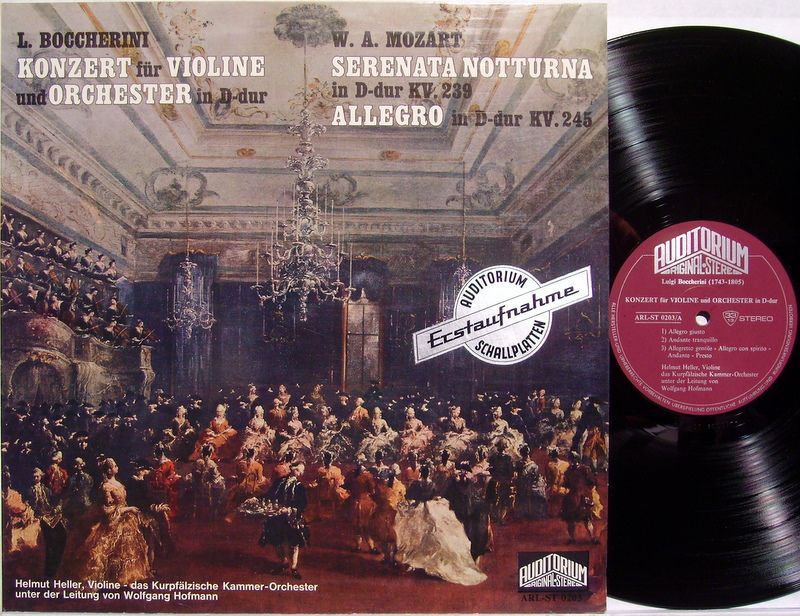 L. BOCCHERINI
KONZERT für VIOLINE
und ORCHESTER in D-dur
W. A. MOZART
SERENATA NOTTURNA
in D-dur KV. 239
ALLEGRO in D-dur KV. 245
AUDITORIUM
Erstaufnahme
SCHALLPLATTEN
Helmut Heller, Violine - das Kurpfälzische Kammer-Orchester
unter der Leitung von Wolfgang Hofmann
AUDITORIUM
ORIGINAL-STEREO
ARL-ST 0203
AUDITORIUM
ORIGINAL-STEREO
Luigi Boccherini (1743-1805)
KONZERT für VIOLINE und ORCHESTER in D-dur
ARL-ST 0203/A
33 1/3
STEREO
1) Allegro giusto
2) Andante tranquillo
3) Allegretto gentile - Allegro con spirito -
Andante - Presto
Helmut Heller, Violine
das Kurpfälzische Kammer-Orchester
unter der Leitung von
Wolfgang Hofmann